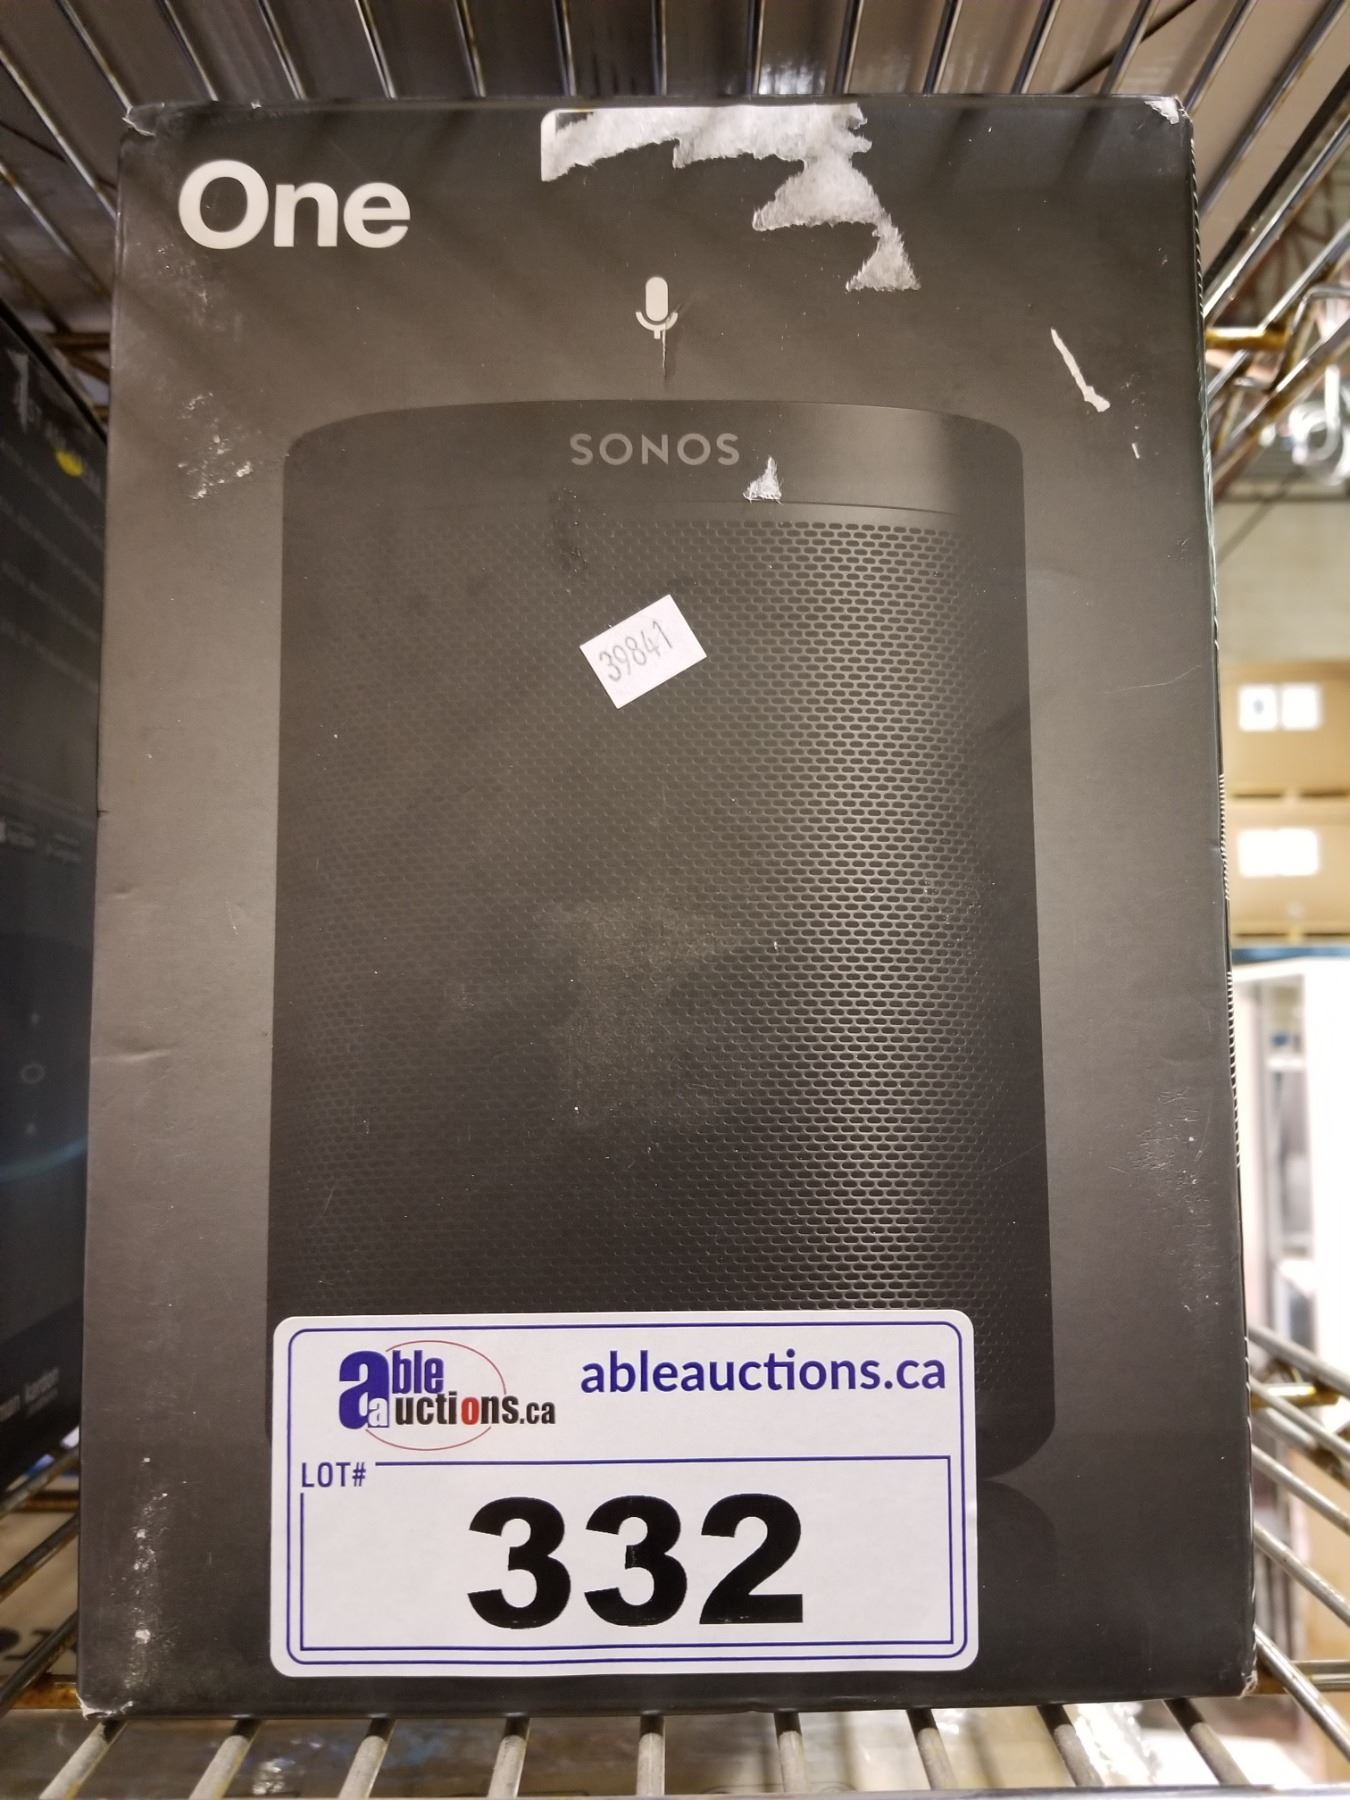 One
SONOS
39841
able auctions.ca
ableauctions.ca
LOT#
332